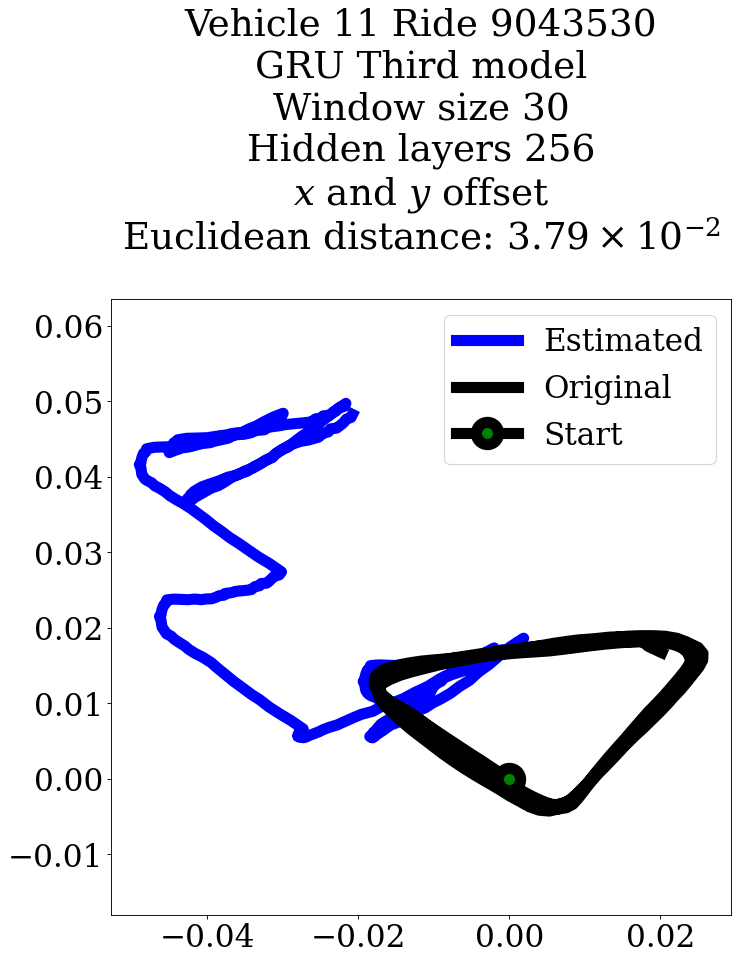 Vehicle 11 Ride 9043530
GRU Third model
Window size 30
Hidden layers 256
x and y offset
Euclidean distance: 3.79 × 10⁻²
Estimated
Original
Start
0.06
0.05
0.04
0.03
0.02
0.01
0.00
−0.01
−0.04
−0.02
0.00
0.02